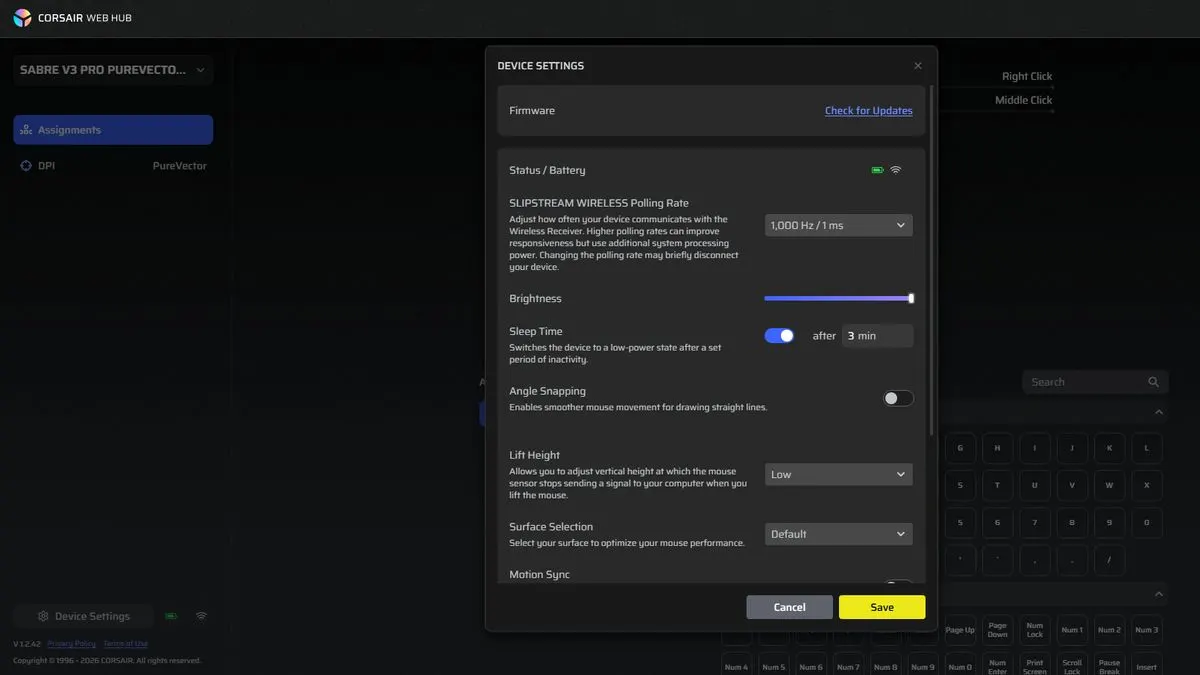 CORSAIR WEB HUB
SABRE V3 PRO PUREVECTO...
Assignments
DPI PureVector
Right Click
Middle Click
DEVICE SETTINGS
Firmware Check for Updates
Status / Battery
SLIPSTREAM WIRELESS Polling Rate
Adjust how often your device communicates with the
Wireless Receiver. Higher polling rates can improve
responsiveness but use additional system processing
power. Changing the polling rate may briefly disconnect
your device.
1,000 Hz / 1 ms
Brightness
Sleep Time
Switches the device to a low-power state after a set
period of inactivity.
after 3 min
Angle Snapping
Enables smoother mouse movement for drawing straight lines.
Lift Height
Allows you to adjust vertical height at which the mouse
sensor stops sending a signal to your computer when you
lift the mouse.
Low
Surface Selection
Select your surface to optimize your mouse performance.
Default
Motion Sync
Cancel Save
Search
G H I J K L
S T U V W X
5 6 7 8 9 0
' ` , . /
Page Up Page Down Num Lock Num 1 Num 2 Num 3
Num 4 Num 5 Num 6 Num 7 Num 8 Num 9 Num 0 Num Enter Print Screen Scroll Lock Pause Break Insert
Device Settings
V 1.2.42 Privacy Policy Terms of Use
Copyright © 1996 - 2026 CORSAIR. All rights reserved.